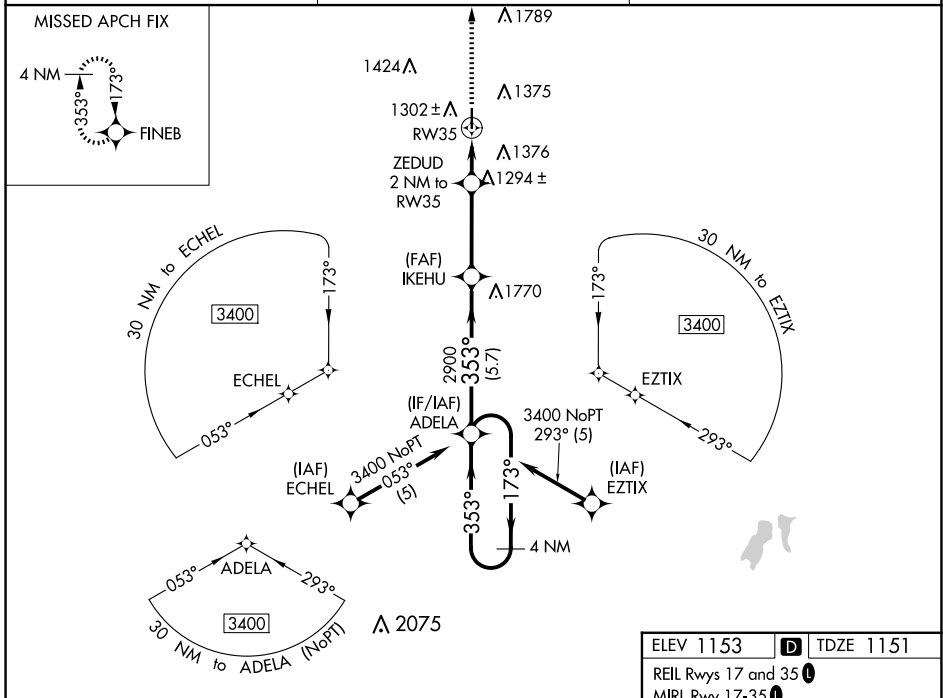 MISSED APCH FIX
4 NM
353°
173°
FINEB
1789
1424
1375
1302 ±
RW35
1376
ZEDUD
2 NM to
RW35
1294 ±
(FAF)
IKEHU
1770
2900
353°
(5.7)
30 NM to ECHEL
173°
3400
ECHEL
053°
30 NM to EZTIX
173°
3400
EZTIX
293°
(IF/IAF)
ADELA
3400 NoPT
293° (5)
(IAF)
EZTIX
(IAF)
ECHEL
3400 NoPT
053°
(5)
353°
173°
4 NM
053°
ADELA
293°
3400
30 NM to ADELA (NoPT)
2075
ELEV 1153 D TDZE 1151
REIL Rwys 17 and 35 L
MIRL Rwy 17-35 L